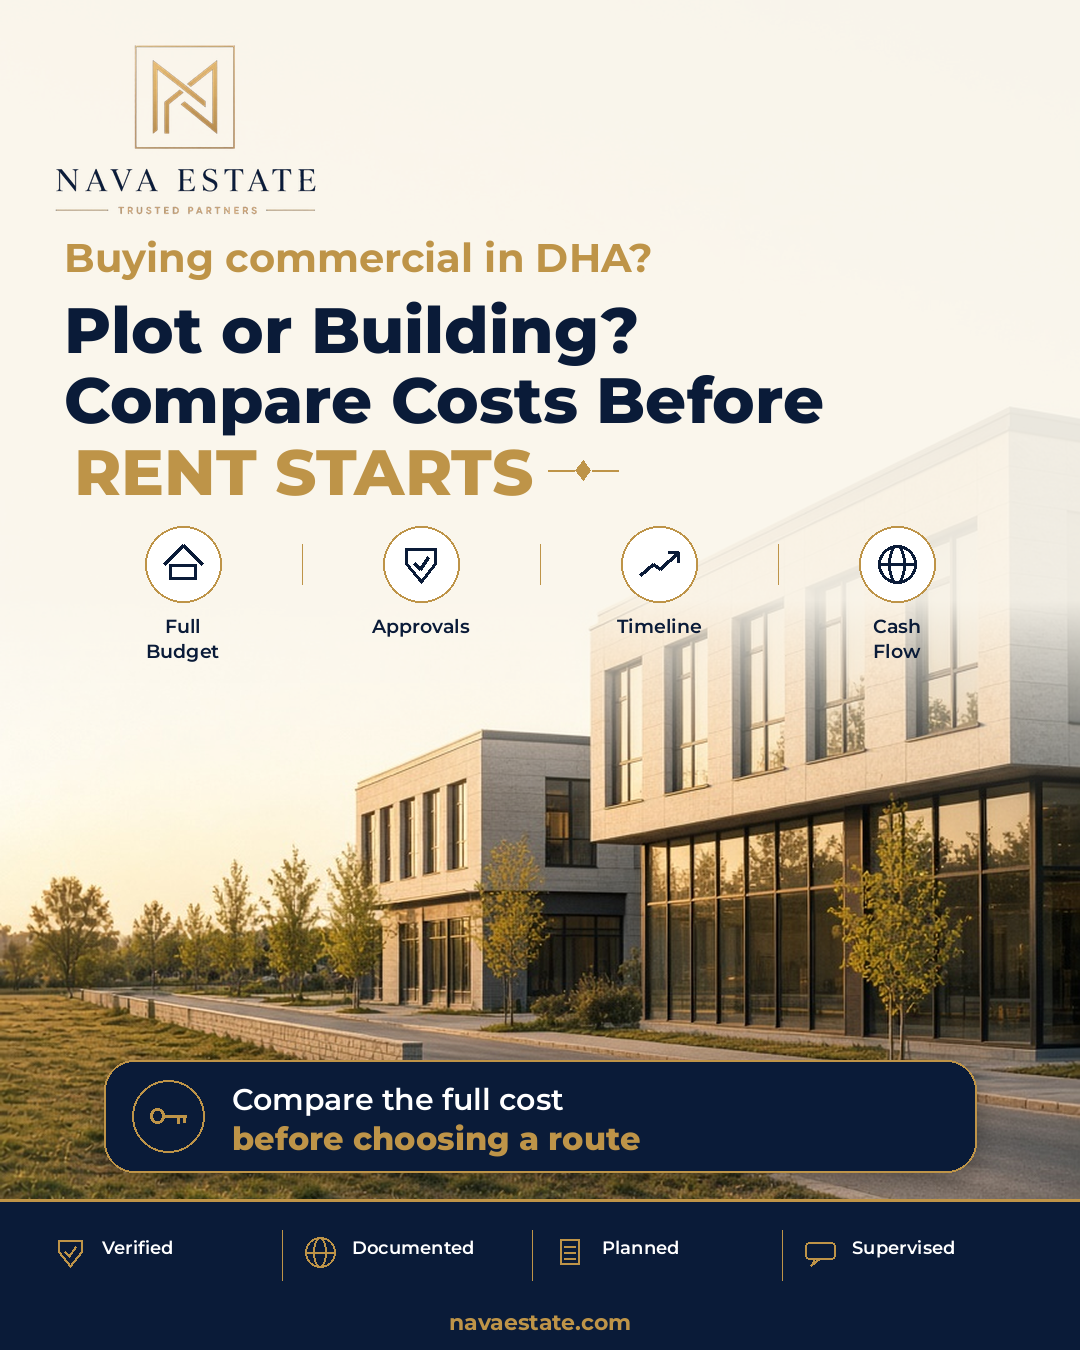 NAVA ESTATE
TRUSTED PARTNERS
Buying commercial in DHA?
Plot or Building?
Compare Costs Before
RENT STARTS
Full
Budget
Approvals
Timeline
Cash
Flow
Compare the full cost
before choosing a route
Verified
Documented
Planned
Supervised
navaestate.com